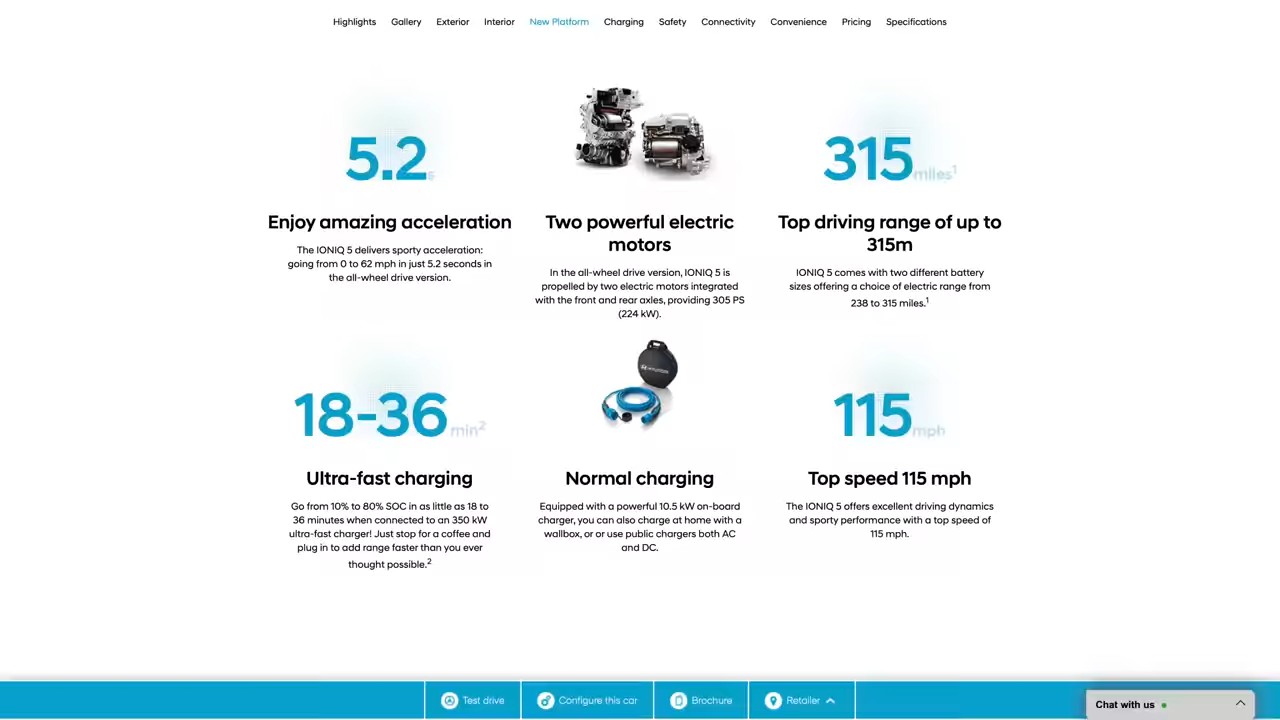 Highlights Gallery Exterior Interior New Platform Charging Safety Connectivity Convenience Pricing Specifications
5.2s
Enjoy amazing acceleration
The IONIQ 5 delivers sporty acceleration:
going from 0 to 62 mph in just 5.2 seconds in
the all-wheel drive version.
Two powerful electric
motors
In the all-wheel drive version, IONIQ 5 is
propelled by two electric motors integrated
with the front and rear axles, providing 305 PS
(224 kW).
315 miles1
Top driving range of up to
315m
IONIQ 5 comes with two different battery
sizes offering a choice of electric range from
238 to 315 miles.1
18-36 min2
Ultra-fast charging
Go from 10% to 80% SOC in as little as 18 to
36 minutes when connected to an 350 kW
ultra-fast charger! Just stop for a coffee and
plug in to add range faster than you ever
thought possible.2
HYUNDAI
Normal charging
Equipped with a powerful 10.5 kW on-board
charger, you can also charge at home with a
wallbox, or or use public chargers both AC
and DC.
115 mph
Top speed 115 mph
The IONIQ 5 offers excellent driving dynamics
and sporty performance with a top speed of
115 mph.
Test drive Configure this car Brochure Retailer
Chat with us